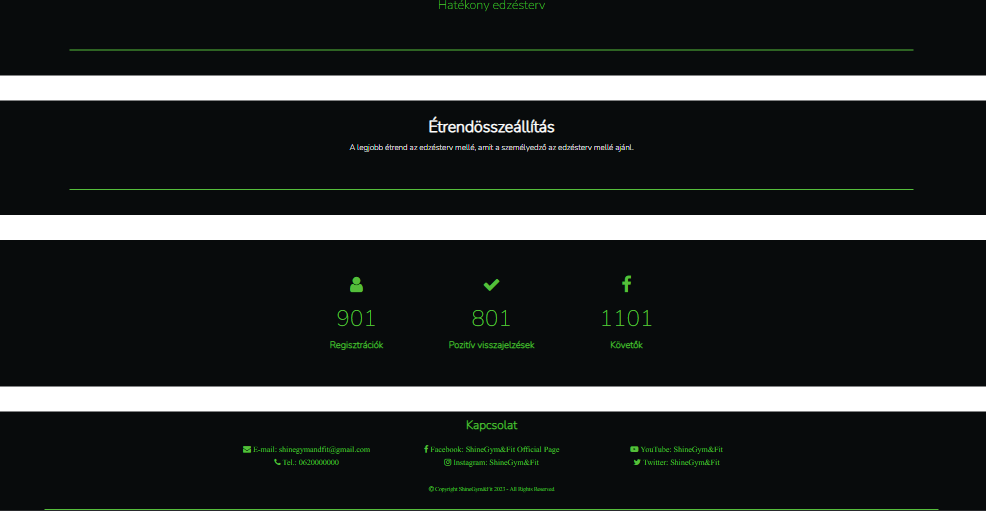 Hatékony edzésterv
Étrendösszeállítás
A legjobb étrend az edzésterv mellé, amit a személyedző az edzésterv mellé ajánl.
901 801 1101
Regisztrációk Pozitív visszajelzések Követők
Kapcsolat
E-mail: shinegymandfit@gmail.com Facebook: ShineGym&Fit Official Page YouTube: ShineGym&Fit
Tel.: 0620000000 Instagram: ShineGym&Fit Twitter: ShineGym&Fit
© Copyright ShineGym&Fit 2023 - All Rights Reserved